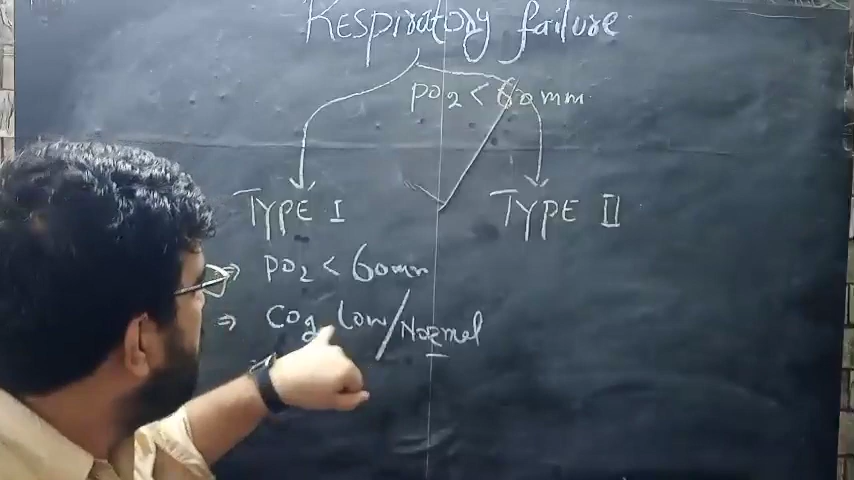 Respiratory failure
PO2 < 60mm
TYPE I
TYPE II
⇒ PO2 < 60mm
⇒ CO2 low/Normal